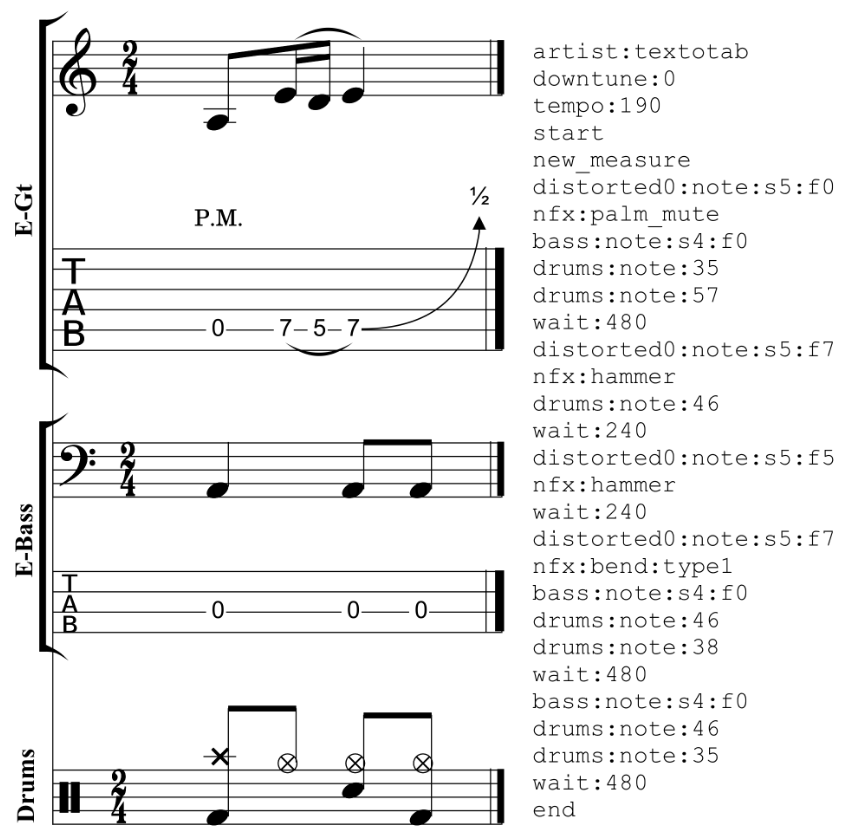 E-Gt
2
4
P.M.
½
T
A
B
0 7 5 7
E-Bass
2
4
T
A
B
0 0 0
Drums
2
4
artist:textotab
downtune:0
tempo:190
start
new_measure
distorted0:note:s5:f0
nfx:palm_mute
bass:note:s4:f0
drums:note:35
drums:note:57
wait:480
distorted0:note:s5:f7
nfx:hammer
drums:note:46
wait:240
distorted0:note:s5:f5
nfx:hammer
wait:240
distorted0:note:s5:f7
nfx:bend:type1
bass:note:s4:f0
drums:note:46
drums:note:38
wait:480
bass:note:s4:f0
drums:note:46
drums:note:35
wait:480
end